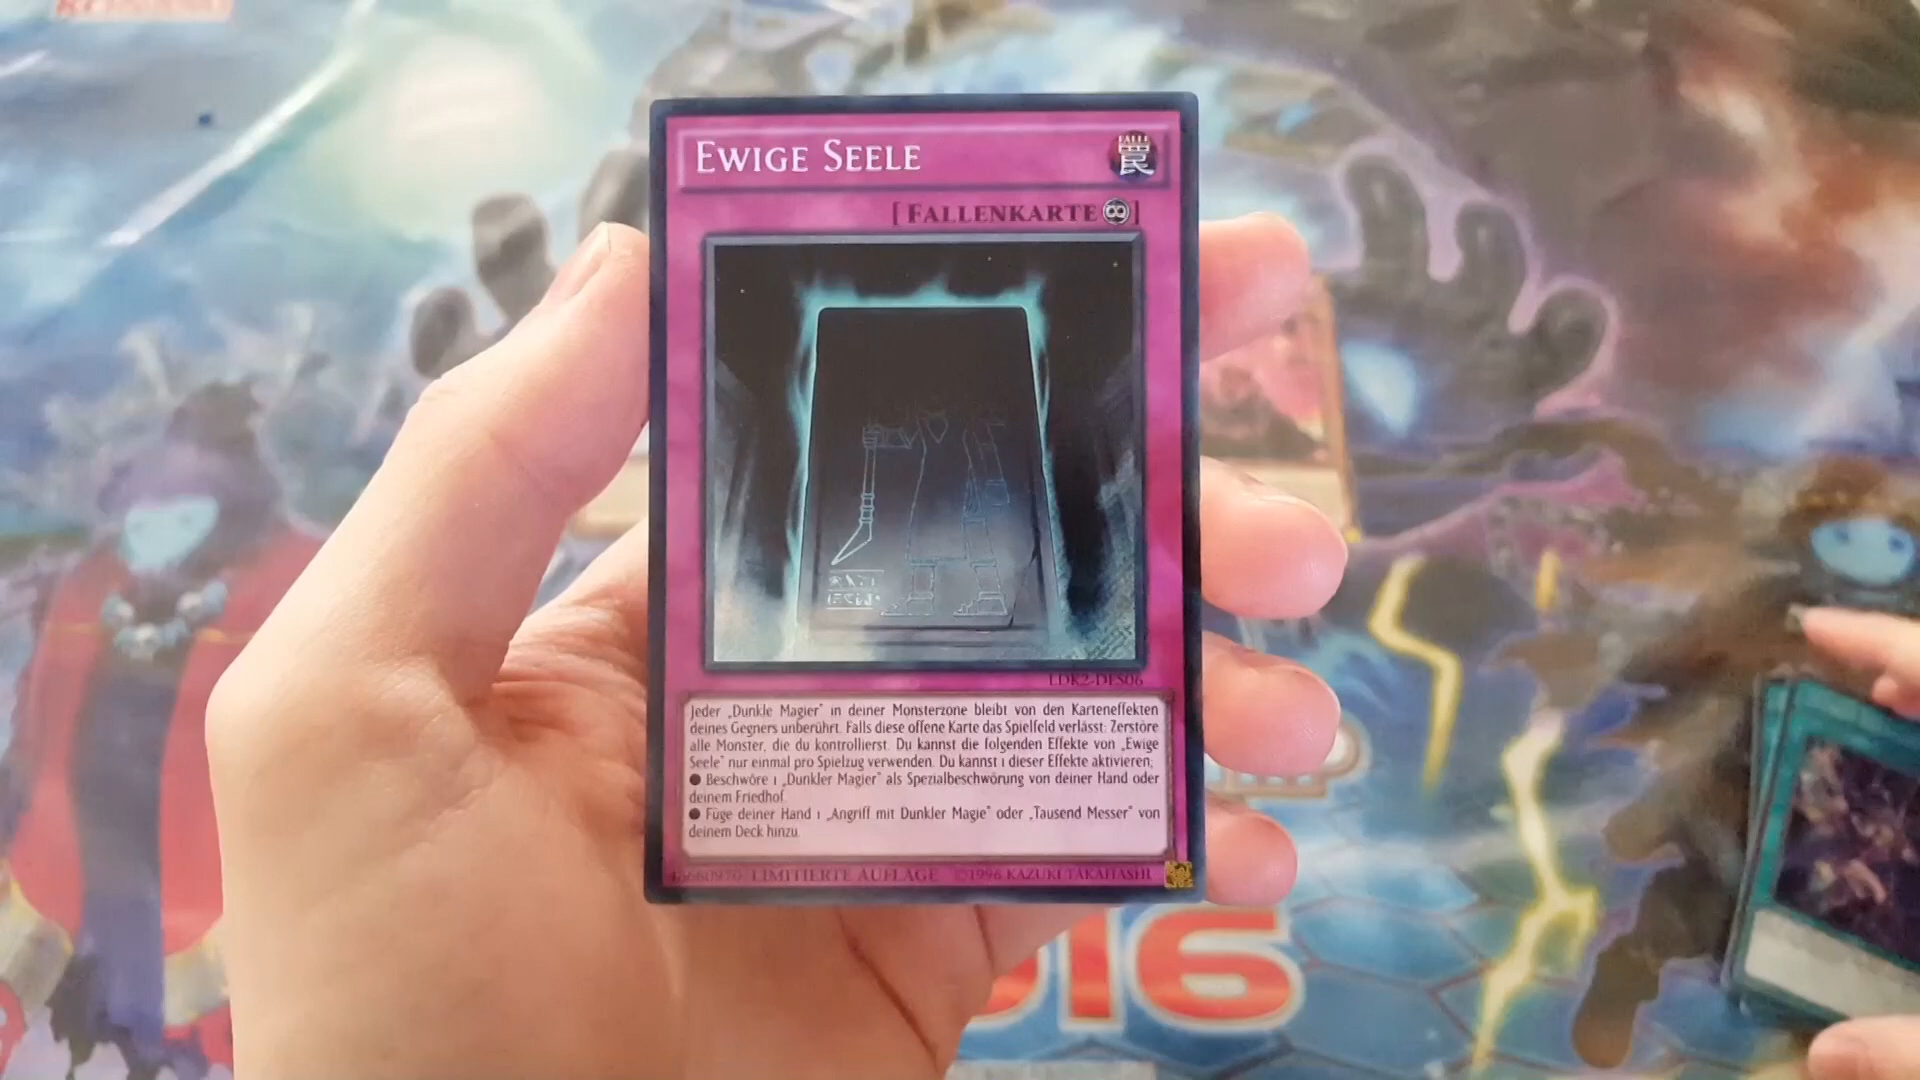 KONAMI
EWIGE SEELE
FALLE
罠
[FALLENKARTE ]
LDK2-DES06
Jeder „Dunkle Magier" in deiner Monsterzone bleibt von den Karteneffekten
deines Gegners unberührt. Falls diese offene Karte das Spielfeld verlässt: Zerstöre
alle Monster, die du kontrollierst. Du kannst die folgenden Effekte von „Ewige
Seele" nur einmal pro Spielzug verwenden. Du kannst 1 dieser Effekte aktivieren;
● Beschwöre 1 „Dunkler Magier" als Spezialbeschwörung von deiner Hand oder
deinem Friedhof.
● Füge deiner Hand 1 „Angriff mit Dunkler Magie" oder „Tausend Messer" von
deinem Deck hinzu.
LIMITIERTE AUFLAGE ©1996 KAZUKI TAKAHASHI
016